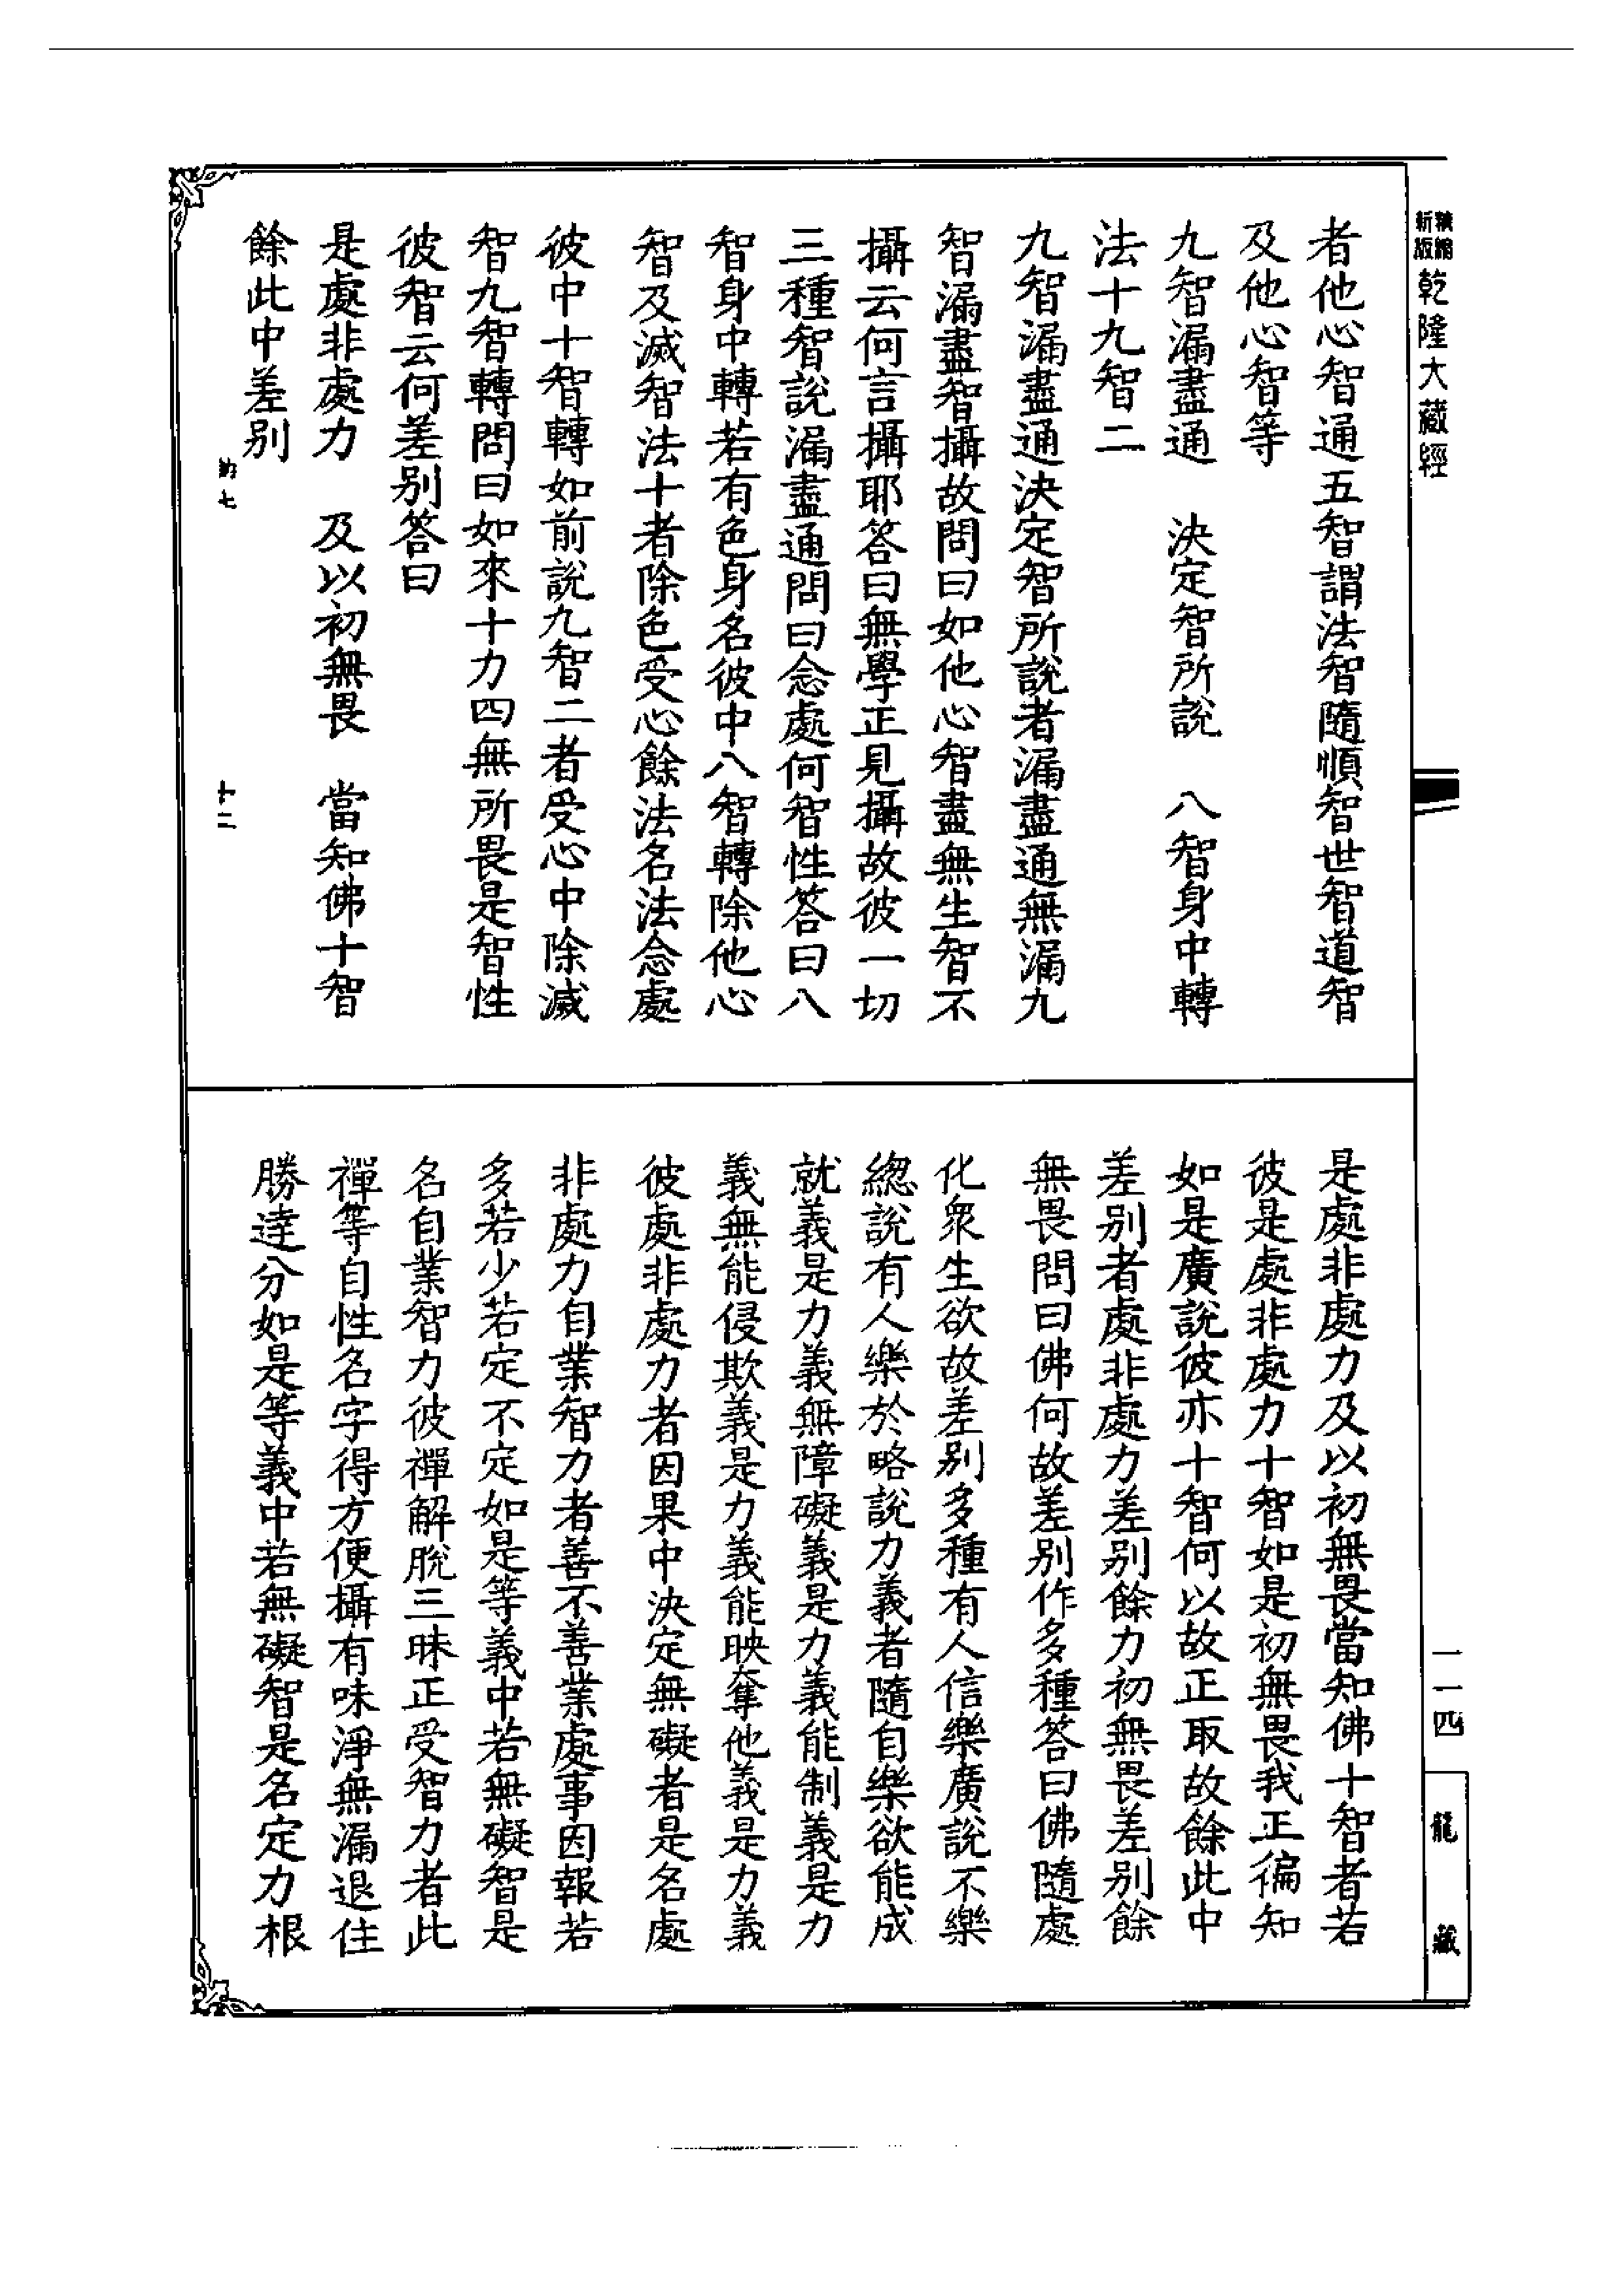 精縮新版乾隆大藏經
者他心智通五智謂法智隨順智世智道智
及他心智等
九智漏盡通　決定智所說　八智身中轉
法十九智二
九智漏盡通決定智所說者漏盡通無漏九
智漏盡智攝故問曰如他心智盡無生智不
攝云何言攝耶答曰無學正見攝故彼一切
三種智說漏盡通問曰念處何智性答曰八
智身中轉若有色身名彼中八智轉除他心
智及滅智法十者除色受心餘法名法念處
彼中十智轉如前說九智二者受心中除滅
智九智轉問曰如來十力四無所畏是智性
彼智云何差別答曰
是處非處力　及以初無畏　當知佛十智
餘此中差別
十二
是處非處力及以初無畏當知佛十智者若
彼是處非處力十智如是初無畏我正徧知
如是廣說彼亦十智何以故正取故餘此中
差別者處非處力差別餘力初無畏差別餘
無畏問曰佛何故差別作多種答曰佛隨處
化衆生欲故差別多種有人信樂廣說不樂
緫說有人樂於略說力義者隨自樂欲能成
就義是力義無障礙義是力義能制義是力
義無能侵欺義是力義能映奪他義是力義
彼處非處力者因果中決定無礙者是名處
非處力自業智力者善不善業處事因報若
多若少若定不定如是等義中若無礙智是
名自業智力彼禪解脫三昧正受智力者此
禪等自性名字得方便攝有味淨無漏退住
勝達分如是等義中若無礙智是名定力根
一一四
龍藏